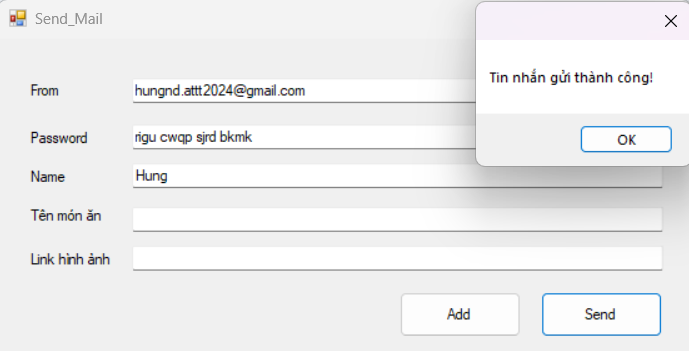 Send_Mail
Tin nhắn gửi thành công!
OK
From hungnd.attt2024@gmail.com
Password rigu cwqp sjrd bkmk
Name Hung
Tên món ăn
Link hình ảnh
Add Send